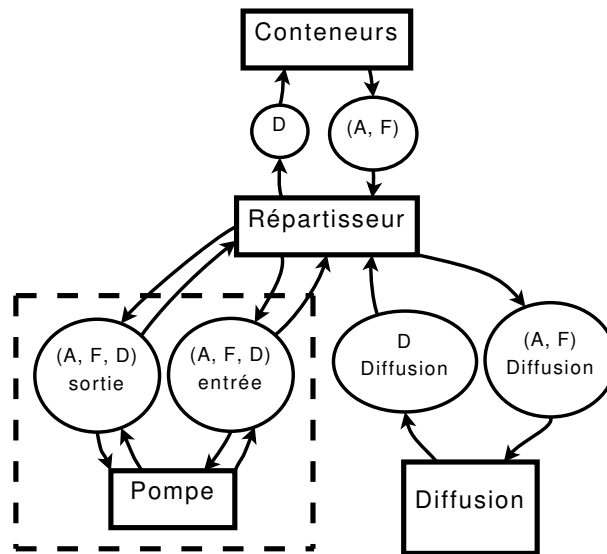 Conteneurs
D
(A, F)
Répartisseur
(A, F, D)
sortie
(A, F, D)
entrée
D
Diffusion
(A, F)
Diffusion
Pompe
Diffusion